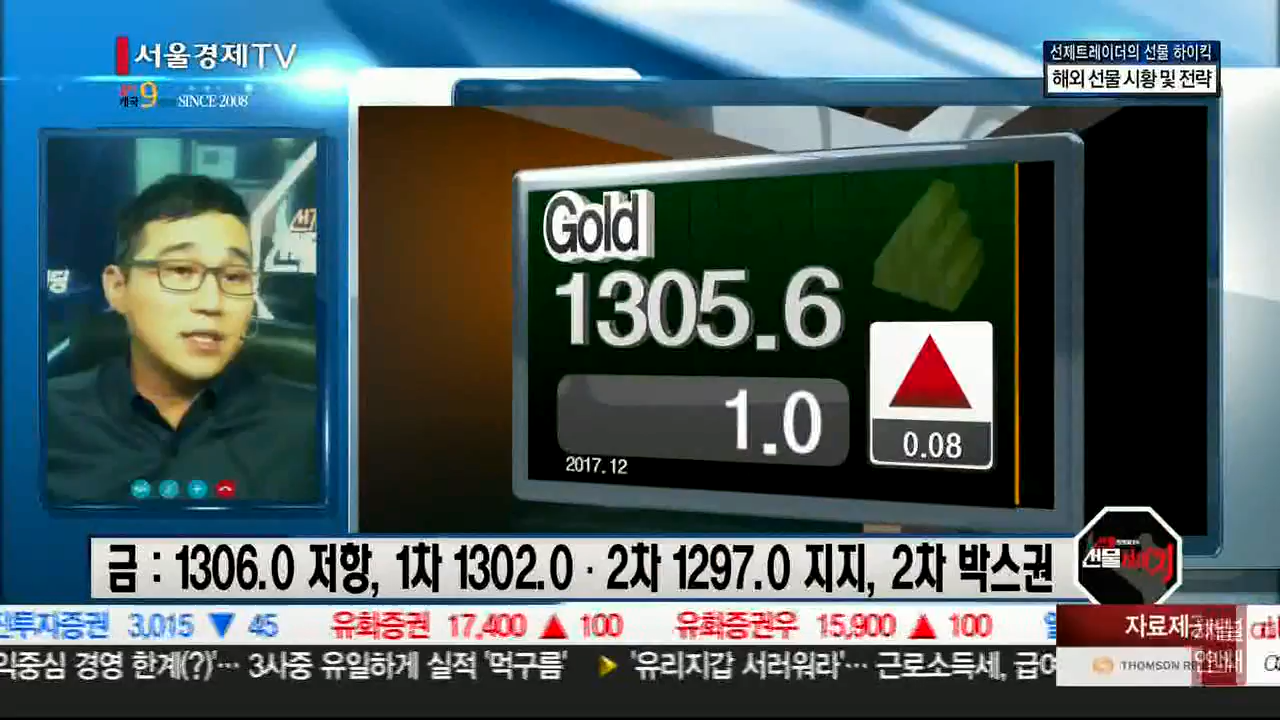 서울경제TV
개국 9 SINCE 2008
선제트레이더의 선물 하이킥
해외 선물 시황 및 전략
Gold
1305.6
1.0
0.08
2017.12
금 : 1306.0 저항, 1차 1302.0 · 2차 1297.0 지지, 2차 박스권
선물
투자증권 3,015 ▼ 45 유화증권 17,400 ▲ 100 유화증권우 15,900 ▲ 100
자료제공
익중심 경영 한계(?)'… 3사중 유일하게 실적 '먹구름' ▶ '유리지갑 서러워라'… 근로소득세, 급여
THOMSON